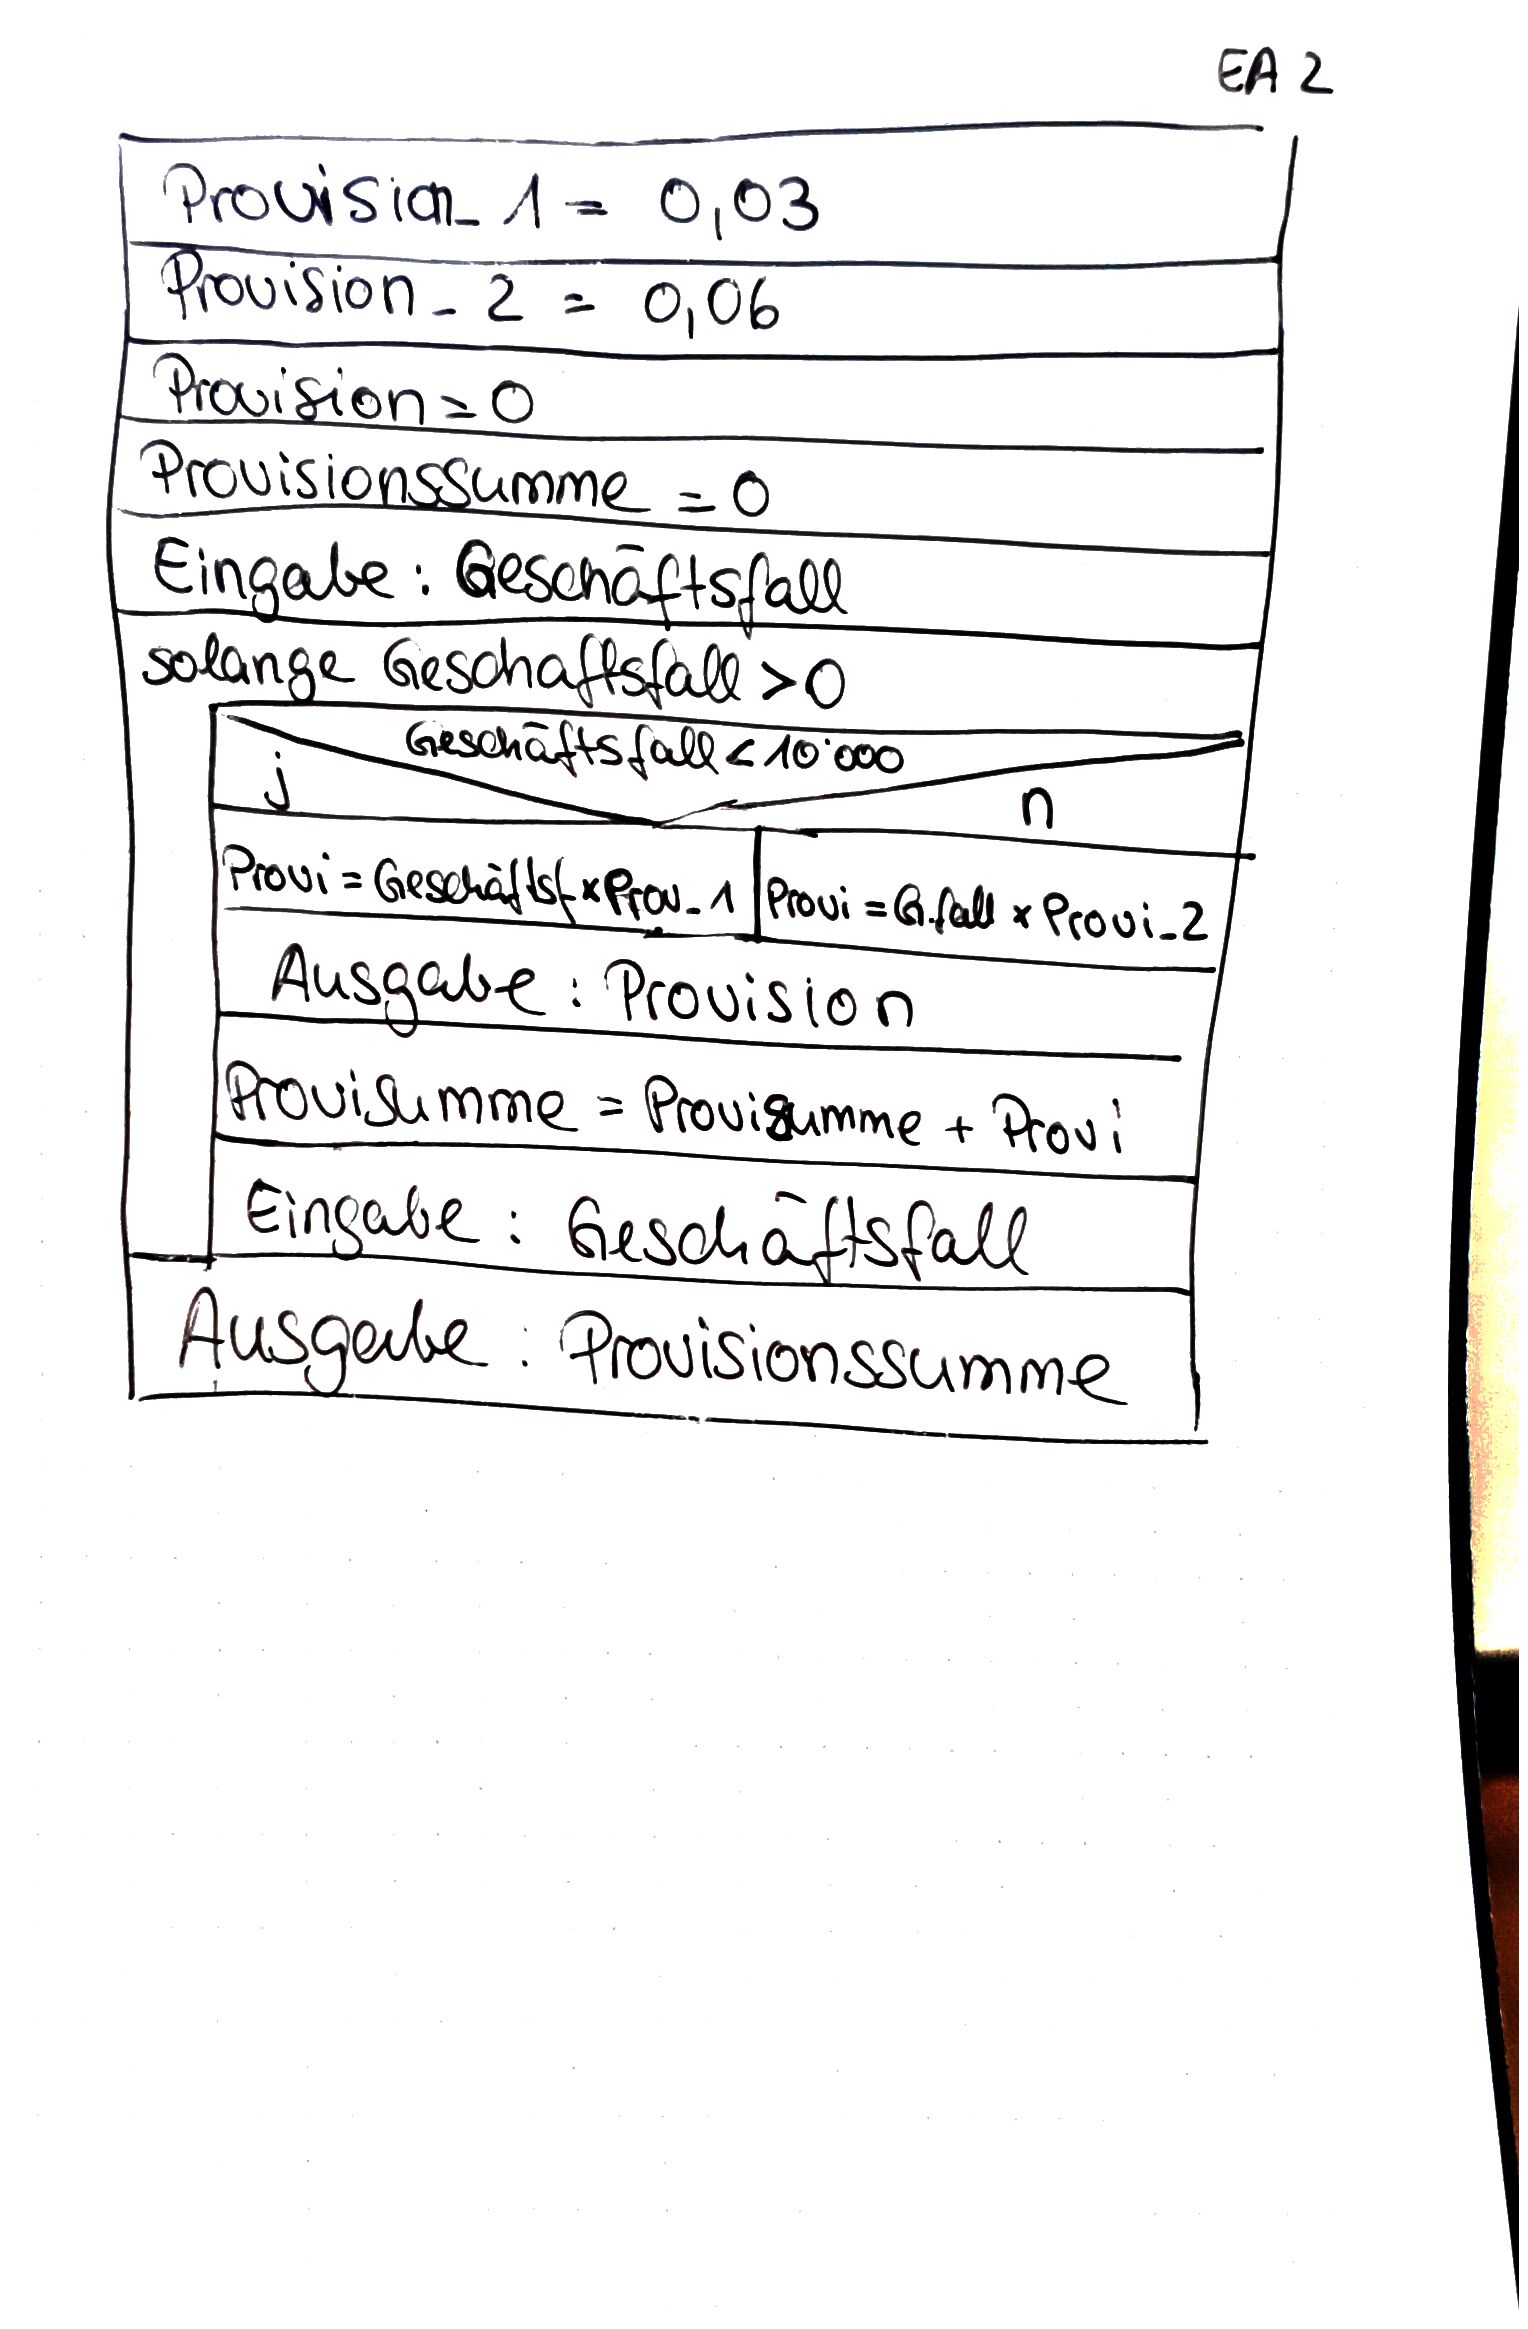 EA 2
Provision_1 = 0,03
Provision_2 = 0,06
Provision = 0
Provisionssumme = 0
Eingabe : Geschäftsfall
solange Geschaftsfall > 0
Geschäftsfall < 10'000
j n
Provi = Geschäftsf x Prov_1 Provi = G.fall x Provi_2
Ausgabe : Provision
Provisumme = Provisumme + Provi
Eingabe : Geschäftsfall
Ausgabe : Provisionssumme